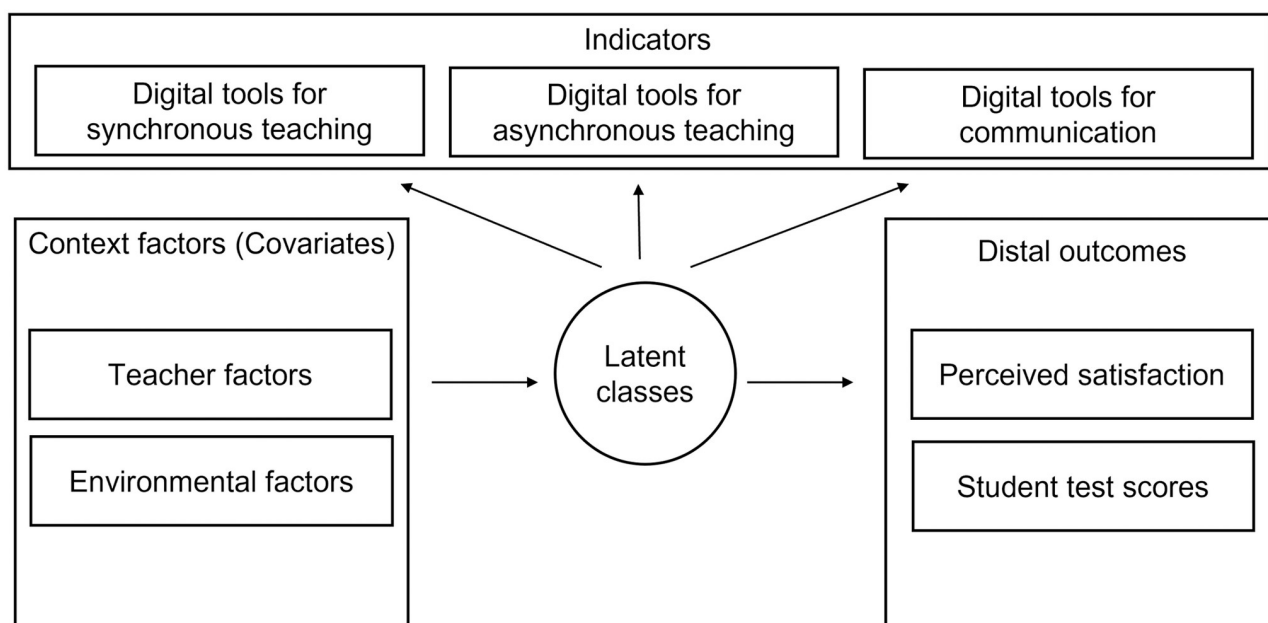 Indicators
Digital tools for
synchronous teaching
Digital tools for
asynchronous teaching
Digital tools for
communication
Context factors (Covariates)
Teacher factors
Environmental factors
Latent
classes
Distal outcomes
Perceived satisfaction
Student test scores